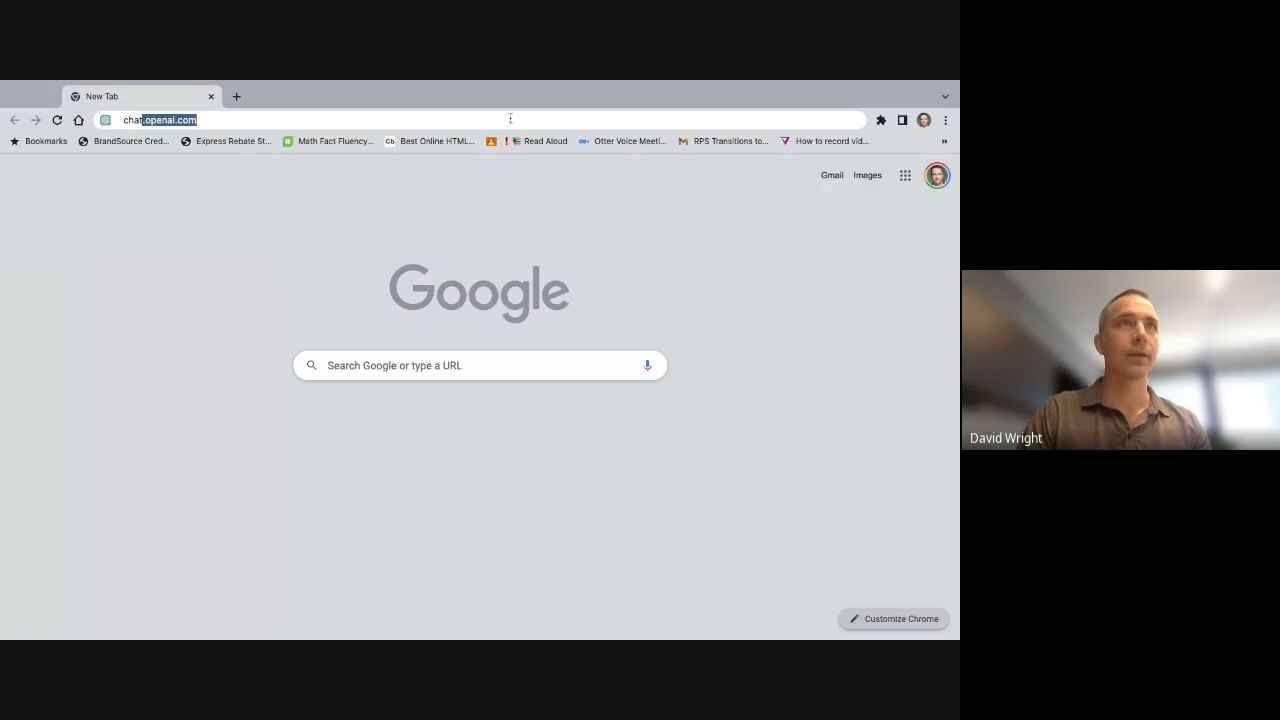 New Tab
chat.openai.com
Bookmarks BrandSource Cred... Express Rebate St... Math Fact Fluency... Cb Best Online HTML... ! Read Aloud Otter Voice Meeti... RPS Transitions to... How to record vid...
Gmail Images
Google
Search Google or type a URL
David Wright
Customize Chrome